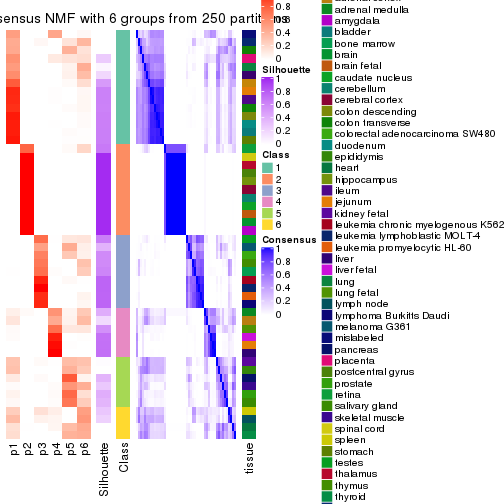 sensus NMF with 6 groups from 250 partit
0.8
0.6
0.4
0.2
0
Silhouette
1
0.8
0.6
0.4
0.2
0
Class
1
2
3
4
5
6
Consensus
1
0.8
0.6
0.4
0.2
0
p1
p2
p3
p4
p5
p6
Silhouette
Class
tissue
adrenal medulla
amygdala
bladder
bone marrow
brain
brain fetal
caudate nucleus
cerebellum
cerebral cortex
colon descending
colon transverse
colorectal adenocarcinoma SW480
duodenum
epididymis
heart
hippocampus
ileum
jejunum
kidney fetal
leukemia chronic myelogenous K562
leukemia lymphoblastic MOLT-4
leukemia promyelocytic HL-60
liver
liver fetal
lung
lung fetal
lymph node
lymphoma Burkitts Daudi
melanoma G361
mislabeled
pancreas
placenta
postcentral gyrus
prostate
retina
salivary gland
skeletal muscle
spinal cord
spleen
stomach
testes
thalamus
thymus
thyroid